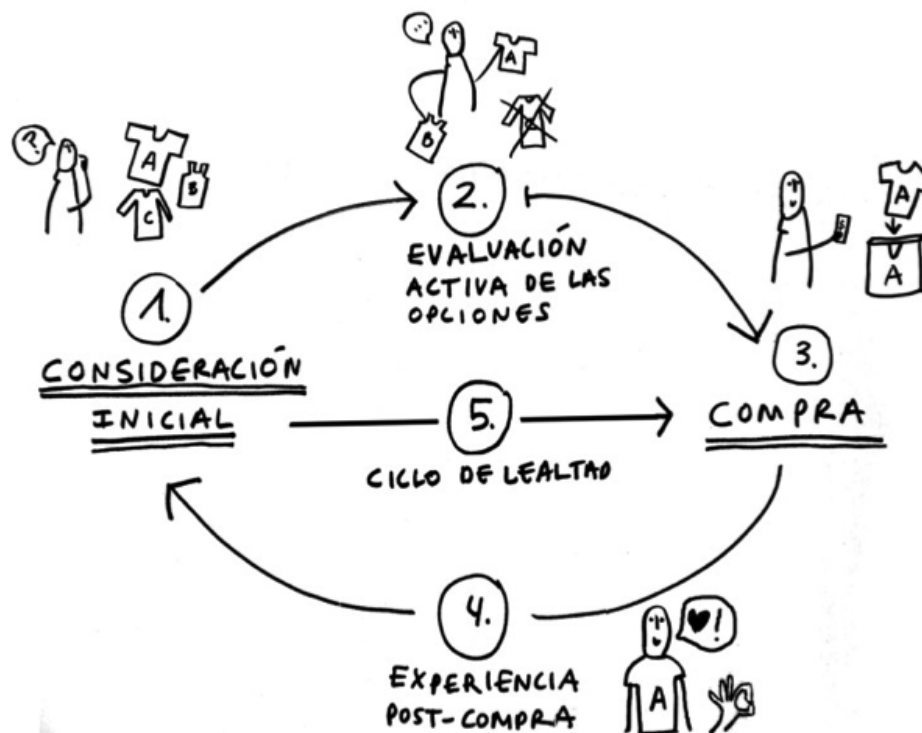 ...
?
A
B
C
A
B
1.
CONSIDERACIÓN
INICIAL
2.
EVALUACIÓN
ACTIVA DE LAS
OPCIONES
A
A
3.
COMPRA
5.
CICLO DE LEALTAD
4.
EXPERIENCIA
POST-COMPRA
A
!